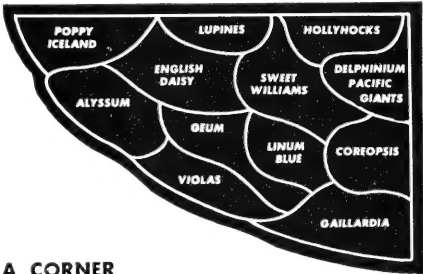 POPPY
ICELAND
LUPINES
HOLLYHOCKS
ENGLISH
DAISY
SWEET
WILLIAMS
DELPHINIUM
PACIFIC
GIANTS
ALYSSUM
GEUM
LINUM
BLUE
COREOPSIS
VIOLAS
GAILLARDIA
A CORNER